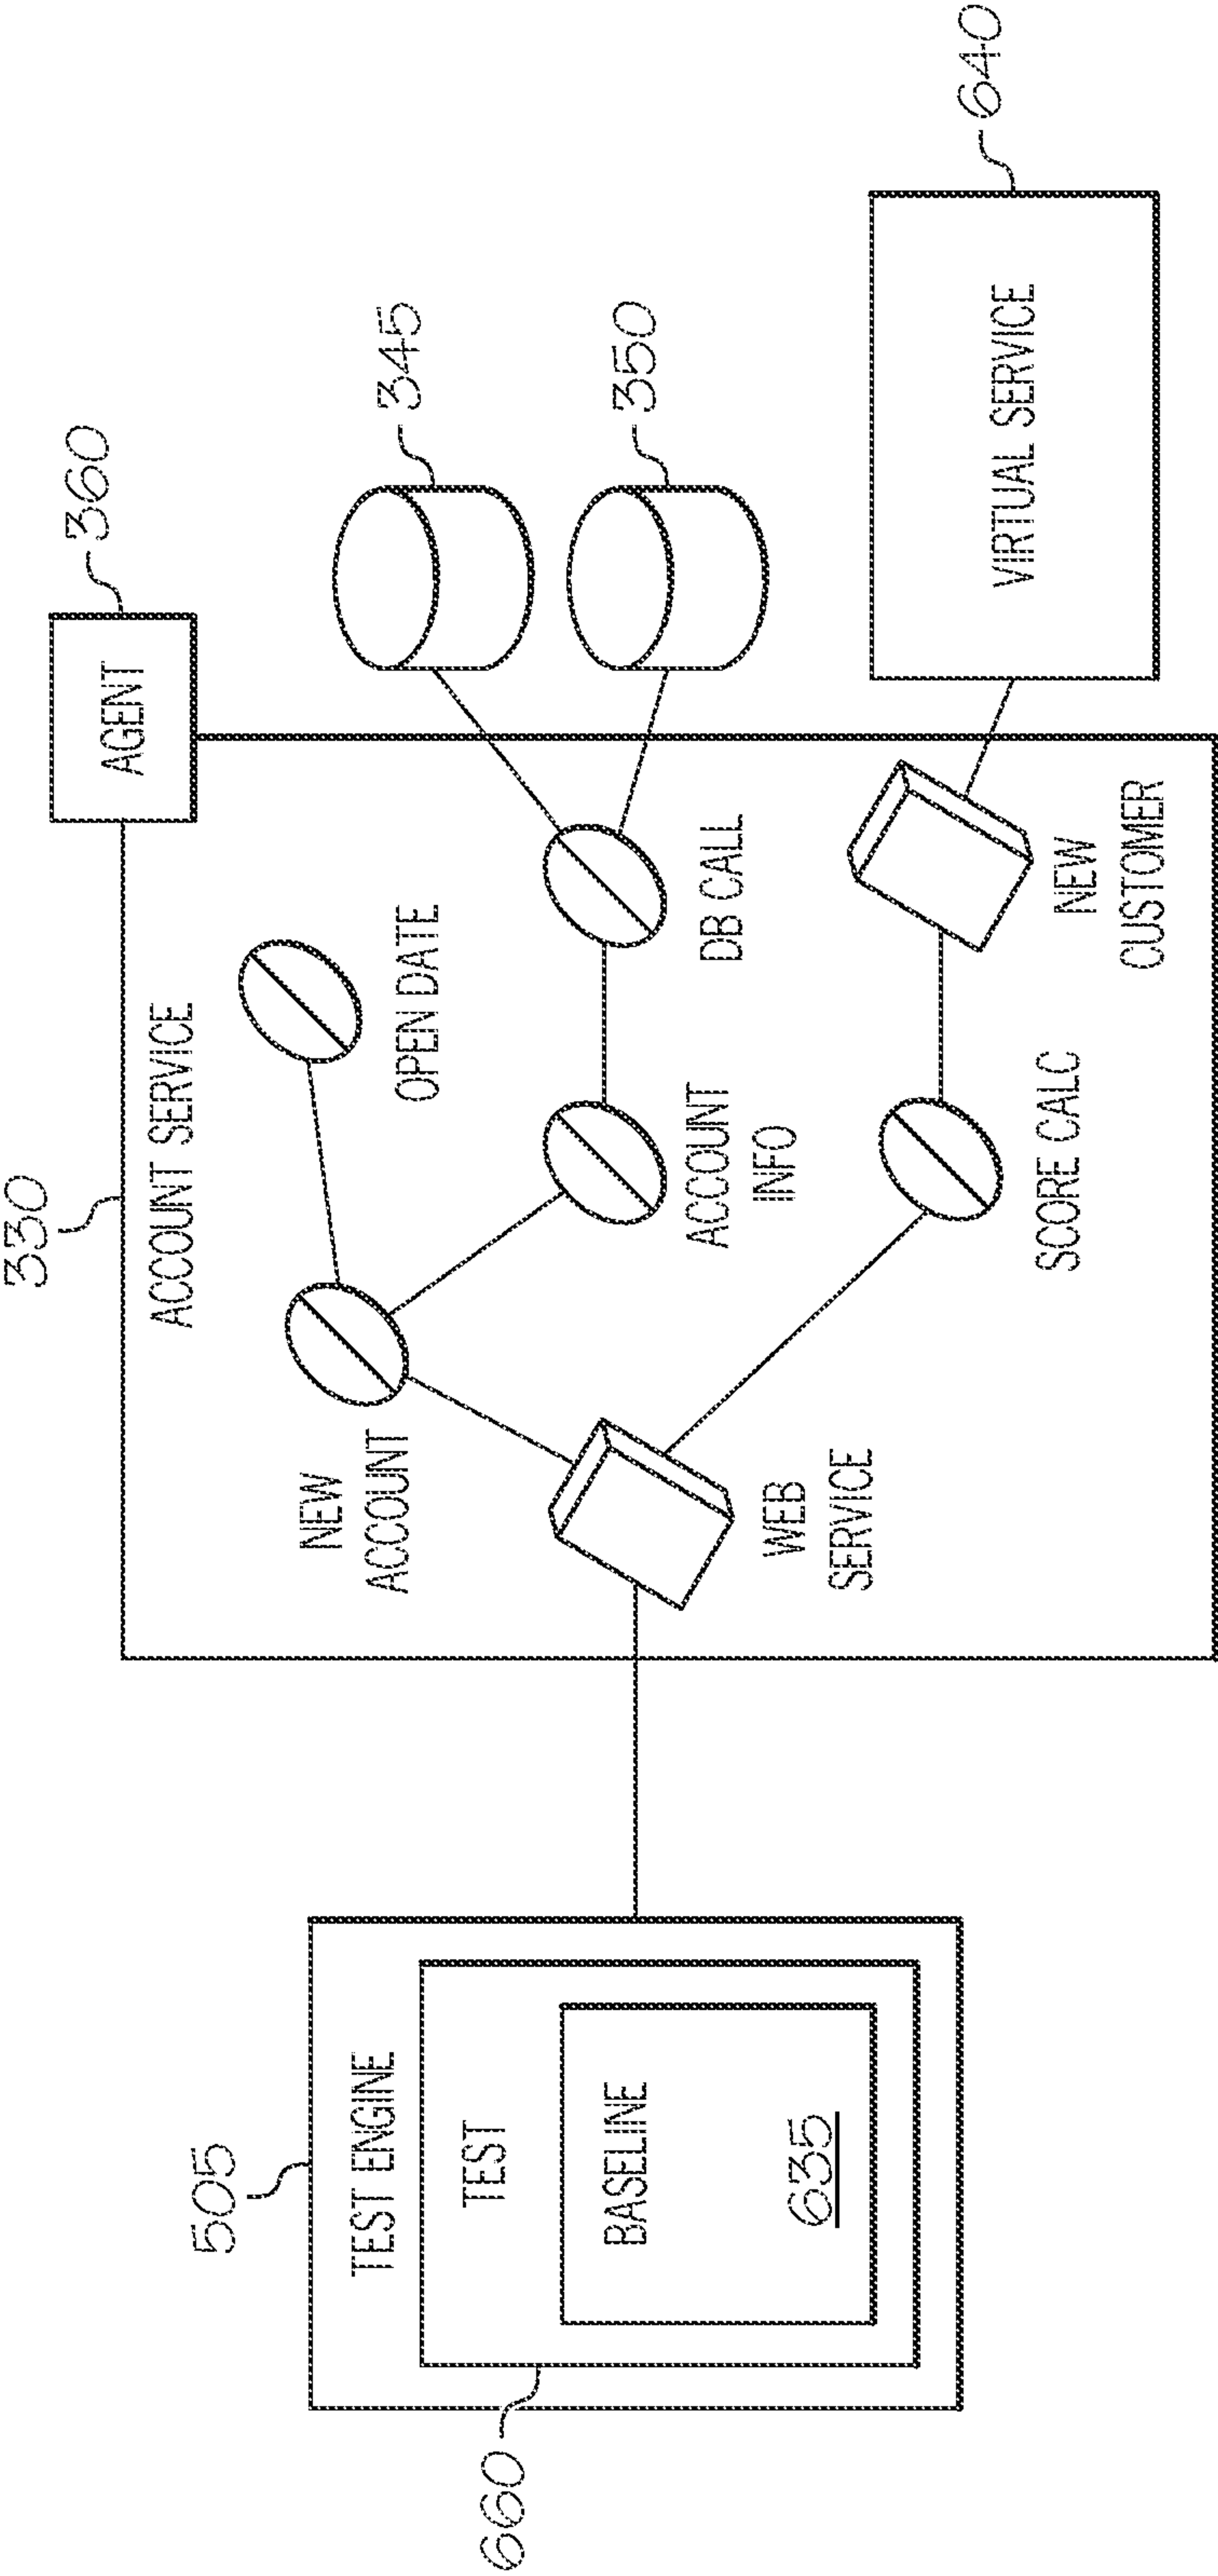 505
TEST ENGINE
660
TEST
BASELINE
635
330
ACCOUNT SERVICE
AGENT
360
NEW
ACCOUNT
OPEN DATE
WEB
SERVICE
ACCOUNT
INFO
DB CALL
SCORE CALC
NEW
CUSTOMER
345
350
VIRTUAL SERVICE
640